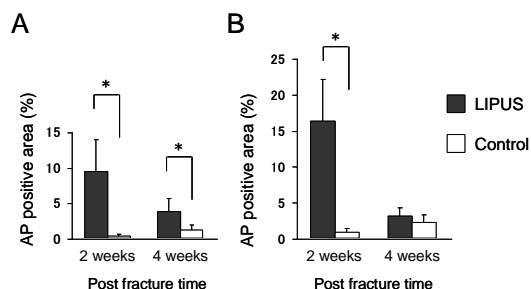 A
B
AP positive area (%)
15
10
5
0
*
*
2 weeks
4 weeks
Post fracture time
AP positive area (%)
25
20
15
10
5
0
*
2 weeks
4 weeks
Post fracture time
LIPUS
Control